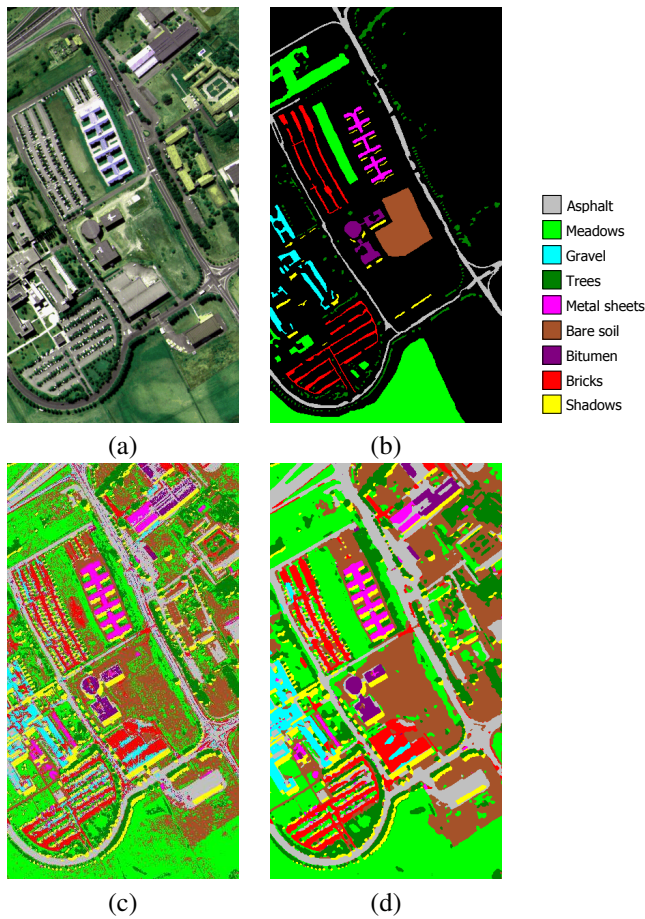 Asphalt
Meadows
Gravel
Trees
Metal sheets
Bare soil
Bitumen
Bricks
Shadows
(a)
(b)
(c)
(d)